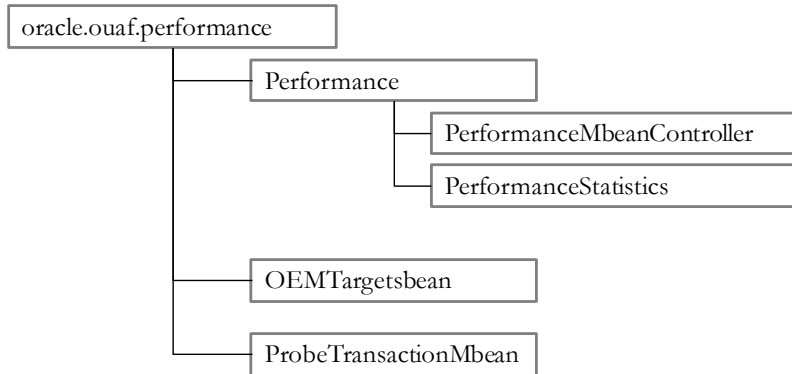 oracle.ouaf.performance
Performance
PerformanceMbeanController
PerformanceStatistics
OEMTargetsbean
ProbeTransactionMbean